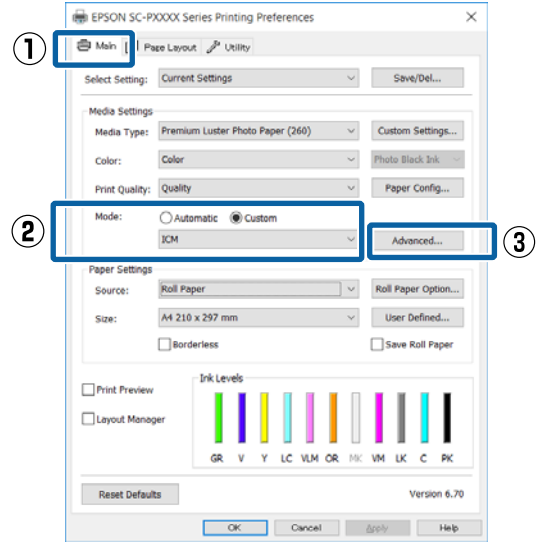 EPSON SC-PXXXX Series Printing Preferences
①
Main Page Layout Utility
Select Setting: Current Settings Save/Del...
Media Settings
Media Type: Premium Luster Photo Paper (260) Custom Settings...
Color: Color Photo Black Ink
Print Quality: Quality Paper Config...
Mode: Automatic Custom
②
ICM Advanced...
③
Paper Settings
Source: Roll Paper Roll Paper Option...
Size: A4 210 x 297 mm User Defined...
Borderless Save Roll Paper
Print Preview
Ink Levels
Layout Manager
GR V Y LC VLM OR MK VM LK C PK
Reset Defaults Version 6.70
OK Cancel Apply Help